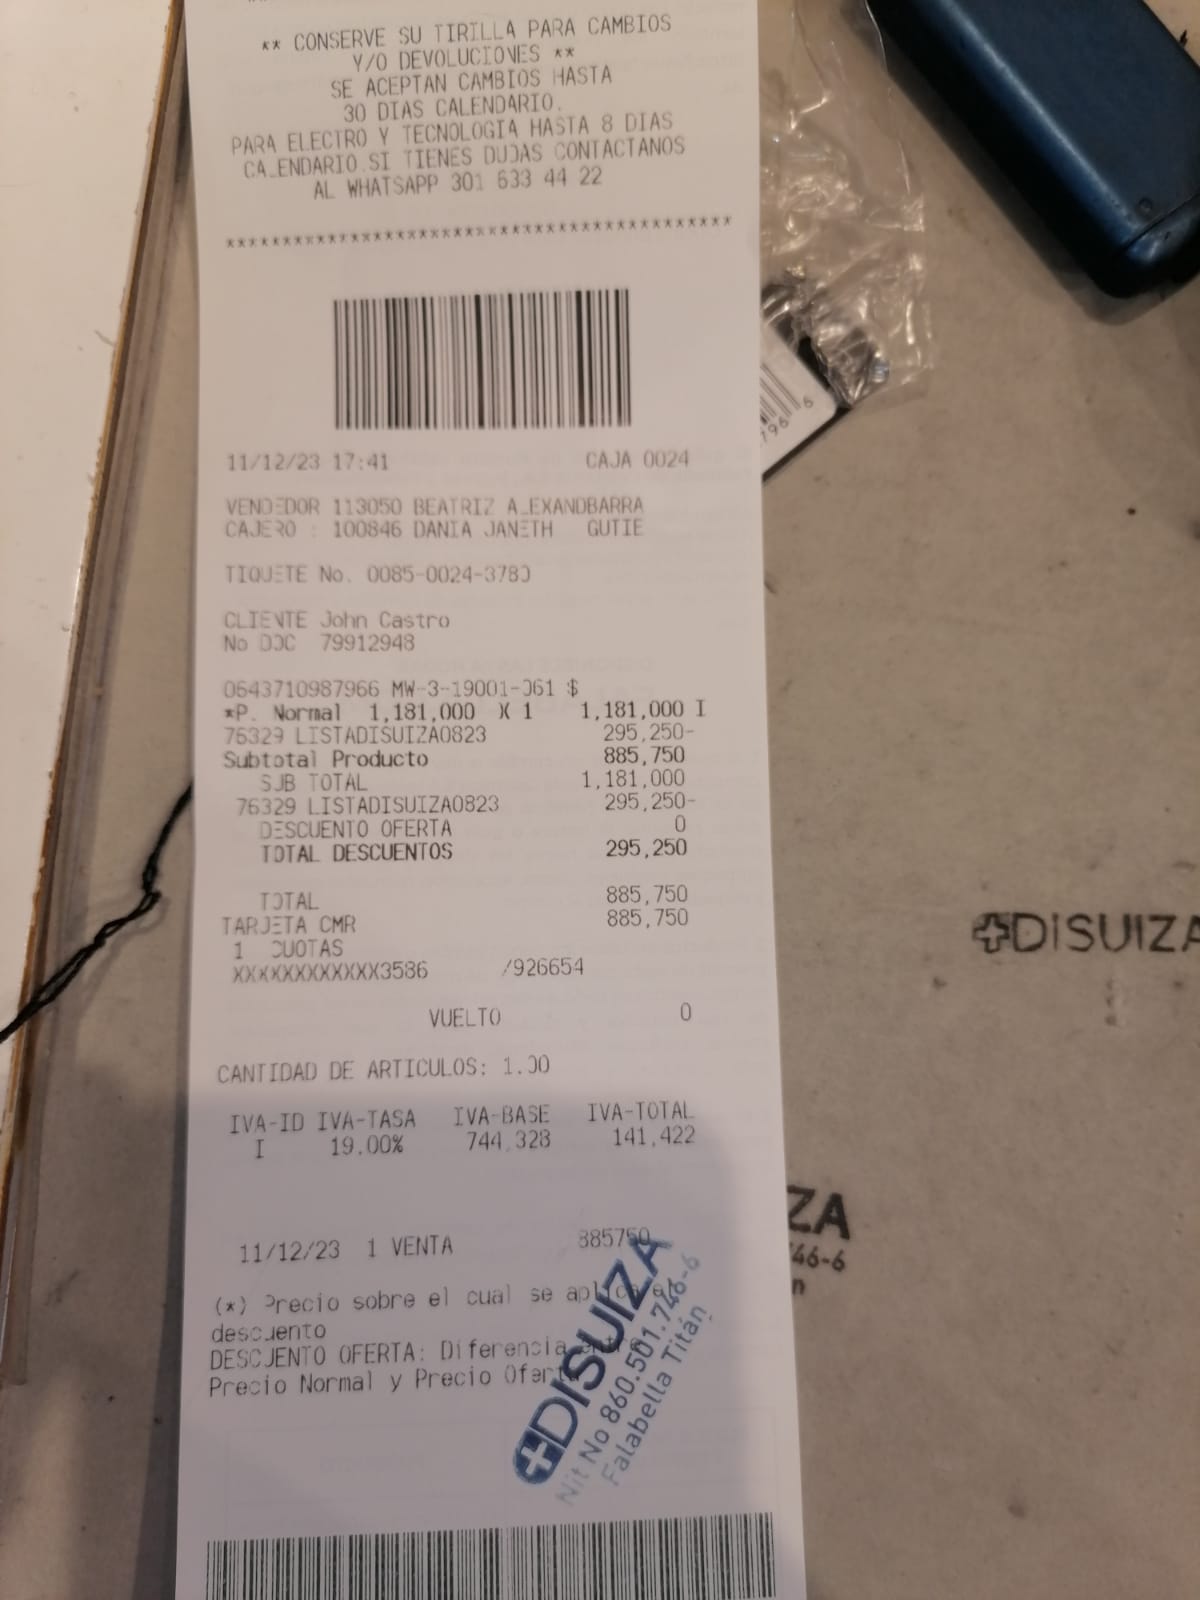 ** CONSERVE SU TIRILLA PARA CAMBIOS
Y/O DEVOLUCIONES **
SE ACEPTAN CAMBIOS HASTA
30 DIAS CALENDARIO.
PARA ELECTRO Y TECNOLOGIA HASTA 8 DIAS
CALENDARIO.SI TIENES DUDAS CONTACTANOS
AL WHATSAPP 301 633 44 22
*******************************************
11/12/23 17:41 CAJA 0024
VENDEDOR 113050 BEATRIZ ALEXANDBARRA
CAJERO : 100846 DANIA JANETH GUTIE
TIQUETE No. 0085-0024-3780
CLIENTE John Castro
No DOC 79912948
0643710987966 MW-3-19001-061 $
*P. Normal 1,181,000 X 1 1,181,000 I
76329 LISTADISUIZA0823 295,250-
Subtotal Producto 885,750
SUB TOTAL 1,181,000
76329 LISTADISUIZA0823 295,250-
DESCUENTO OFERTA 0
TOTAL DESCUENTOS 295,250
TOTAL 885,750
TARJETA CMR 885,750
1 CUOTAS
XXXXXXXXXXXX3586 /926654
VUELTO 0
CANTIDAD DE ARTICULOS: 1.00
IVA-ID IVA-TASA IVA-BASE IVA-TOTAL
I 19.00% 744,328 141,422
11/12/23 1 VENTA 885750
(*) Precio sobre el cual se aplica el
descuento
DESCUENTO OFERTA: Diferencia entre
Precio Normal y Precio Oferta
DISUIZA
Nit No 860.501.746-6
Falabella Titán
DISUIZA
ZA
746-6
n
796 6